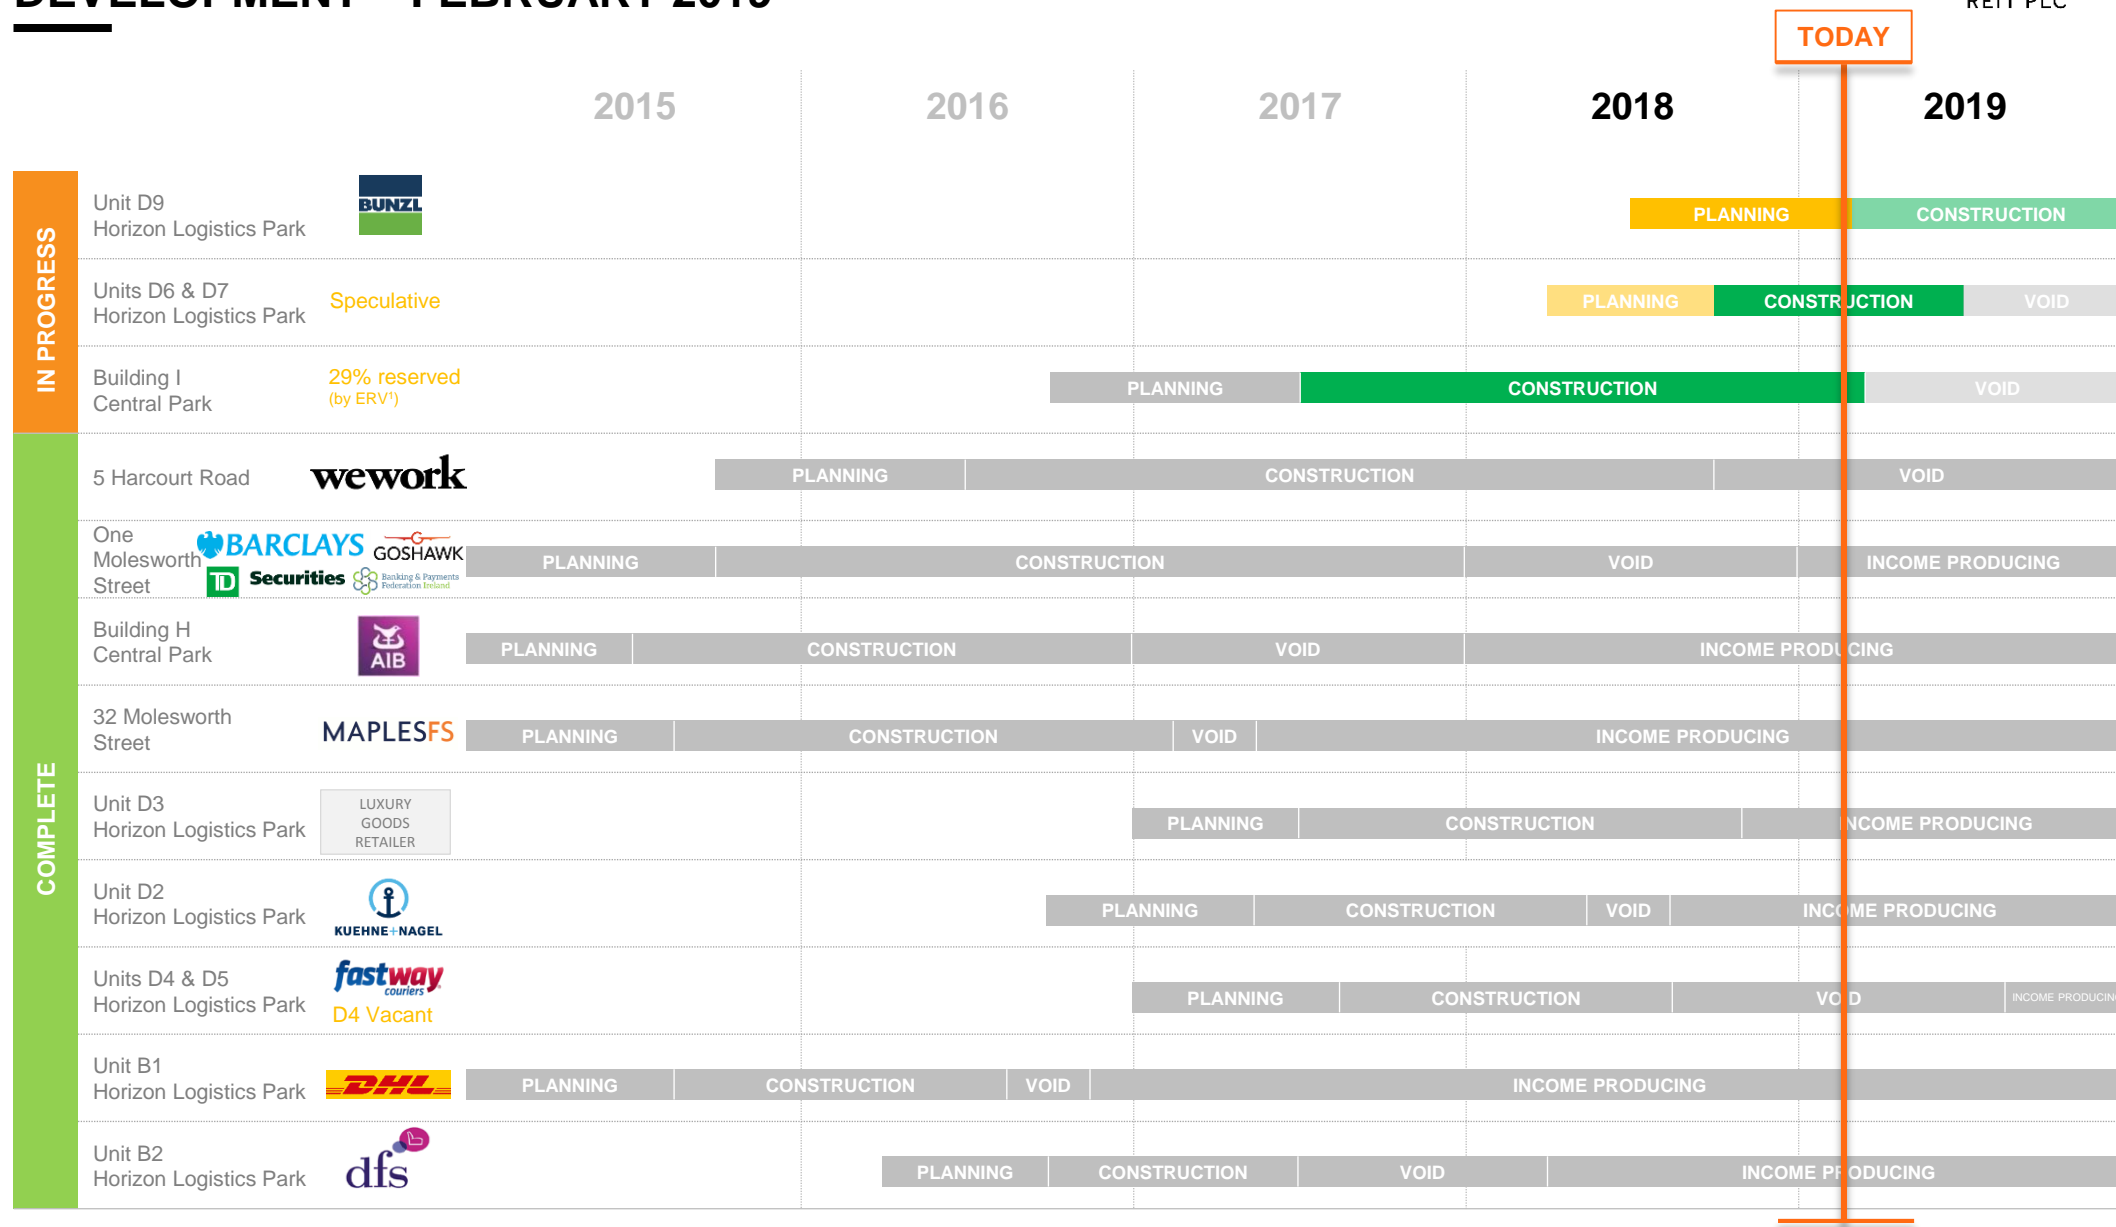 DEVELOPMENT - FEBRUARY 2019
REIT PLC
TODAY
2015
2016
2017
2018
2019
IN PROGRESS
Unit D9
Horizon Logistics Park
BUNZL
PLANNING
CONSTRUCTION
Units D6 & D7
Horizon Logistics Park
Speculative
PLANNING
CONSTRUCTION
VOID
Building I
Central Park
29% reserved
(by ERV¹)
PLANNING
CONSTRUCTION
VOID
COMPLETE
5 Harcourt Road
wework
PLANNING
CONSTRUCTION
VOID
One
Molesworth
Street
BARCLAYS
GOSHAWK
TD Securities
Banking & Payments
Federation Ireland
PLANNING
CONSTRUCTION
VOID
INCOME PRODUCING
Building H
Central Park
AIB
PLANNING
CONSTRUCTION
VOID
INCOME PRODUCING
32 Molesworth
Street
MAPLESFS
PLANNING
CONSTRUCTION
VOID
INCOME PRODUCING
Unit D3
Horizon Logistics Park
LUXURY
GOODS
RETAILER
PLANNING
CONSTRUCTION
INCOME PRODUCING
Unit D2
Horizon Logistics Park
KUEHNE+NAGEL
PLANNING
CONSTRUCTION
VOID
INCOME PRODUCING
Units D4 & D5
Horizon Logistics Park
fastway
couriers
D4 Vacant
PLANNING
CONSTRUCTION
VOID
INCOME PRODUCING
Unit B1
Horizon Logistics Park
DHL
PLANNING
CONSTRUCTION
VOID
INCOME PRODUCING
Unit B2
Horizon Logistics Park
dfs
PLANNING
CONSTRUCTION
VOID
INCOME PRODUCING